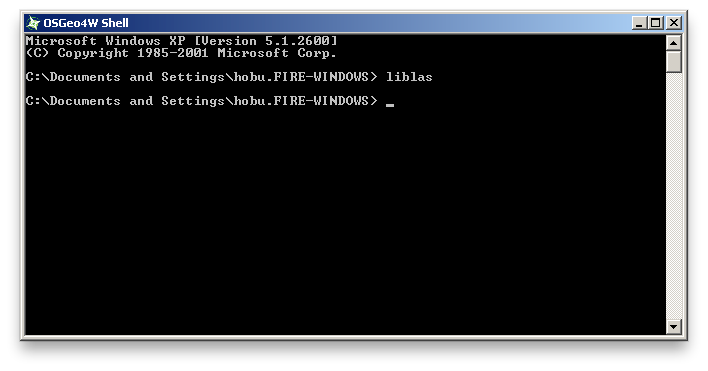 OSGeo4W Shell
Microsoft Windows XP [Version 5.1.2600]
(C) Copyright 1985-2001 Microsoft Corp.
C:\Documents and Settings\hobu.FIRE-WINDOWS> liblas
C:\Documents and Settings\hobu.FIRE-WINDOWS> _